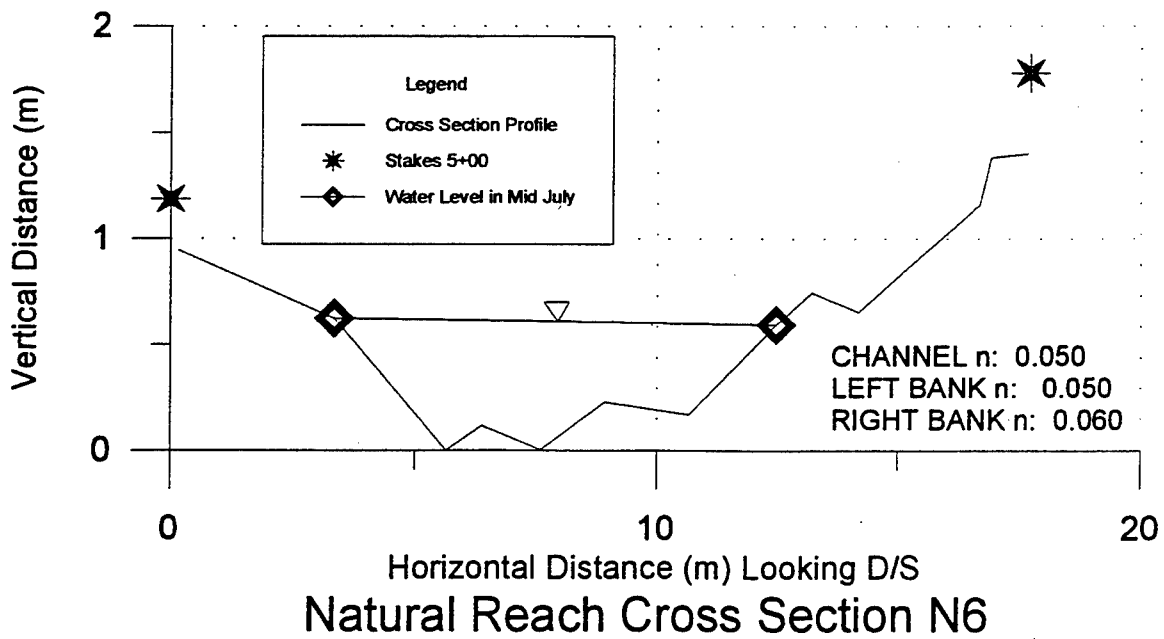 2
Legend
Cross Section Profile
Stakes 5+00
Water Level in Mid July
Vertical Distance (m)
1
CHANNEL n: 0.050
LEFT BANK n: 0.050
RIGHT BANK n: 0.060
0
0 10 20
Horizontal Distance (m) Looking D/S
Natural Reach Cross Section N6